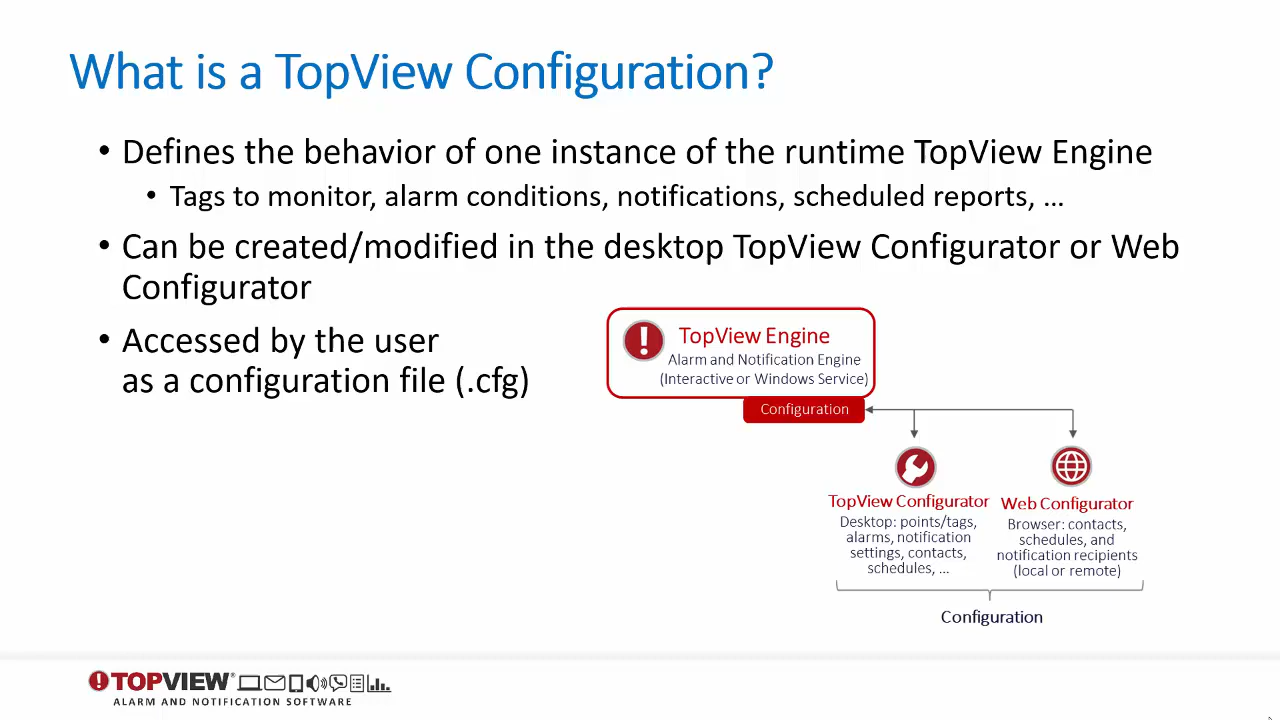 What is a TopView Configuration?
• Defines the behavior of one instance of the runtime TopView Engine
• Tags to monitor, alarm conditions, notifications, scheduled reports, ...
• Can be created/modified in the desktop TopView Configurator or Web
Configurator
• Accessed by the user
as a configuration file (.cfg)
TopView Engine
Alarm and Notification Engine
(Interactive or Windows Service)
Configuration
TopView Configurator
Desktop: points/tags,
alarms, notification
settings, contacts,
schedules, ...
Web Configurator
Browser: contacts,
schedules, and
notification recipients
(local or remote)
Configuration
TOPVIEW®
ALARM AND NOTIFICATION SOFTWARE